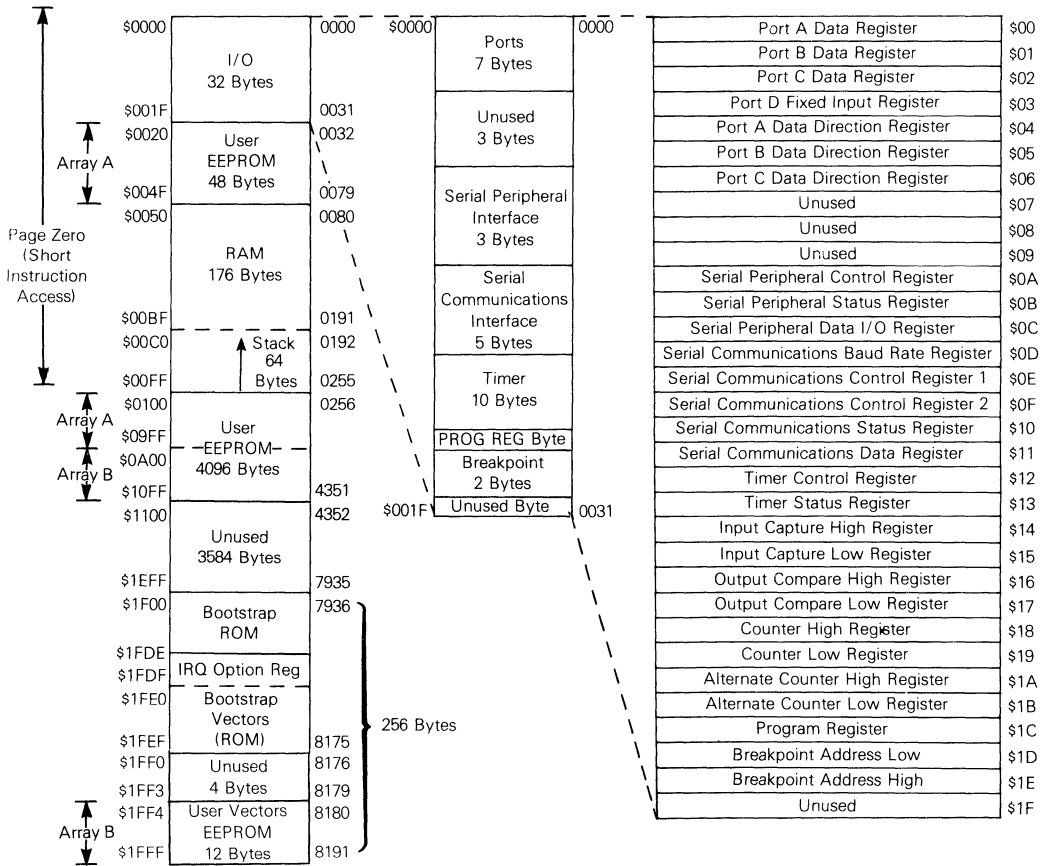 Page Zero
(Short
Instruction
Access)
Array A
Array A
Array B
Array B
$0000
I/O
32 Bytes
0000
$001F
0031
$0020
User
EEPROM
48 Bytes
0032
$004F
0079
$0050
RAM
176 Bytes
0080
$00BF
0191
$00C0
Stack
64
Bytes
0192
$00FF
0255
$0100
User
EEPROM
4096 Bytes
0256
$09FF
$0A00
$10FF
4351
$1100
Unused
3584 Bytes
4352
$1EFF
7935
$1F00
Bootstrap
ROM
7936
$1FDE
$1FDF
IRQ Option Reg
$1FE0
Bootstrap
Vectors
(ROM)
$1FEF
8175
$1FF0
Unused
4 Bytes
8176
$1FF3
8179
$1FF4
User Vectors
EEPROM
12 Bytes
8180
$1FFF
8191
256 Bytes
$0000
Ports
7 Bytes
0000
Unused
3 Bytes
Serial Peripheral
Interface
3 Bytes
Serial
Communications
Interface
5 Bytes
Timer
10 Bytes
PROG REG Byte
Breakpoint
2 Bytes
$001F
Unused Byte
0031
Port A Data Register $00
Port B Data Register $01
Port C Data Register $02
Port D Fixed Input Register $03
Port A Data Direction Register $04
Port B Data Direction Register $05
Port C Data Direction Register $06
Unused $07
Unused $08
Unused $09
Serial Peripheral Control Register $0A
Serial Peripheral Status Register $0B
Serial Peripheral Data I/O Register $0C
Serial Communications Baud Rate Register $0D
Serial Communications Control Register 1 $0E
Serial Communications Control Register 2 $0F
Serial Communications Status Register $10
Serial Communications Data Register $11
Timer Control Register $12
Timer Status Register $13
Input Capture High Register $14
Input Capture Low Register $15
Output Compare High Register $16
Output Compare Low Register $17
Counter High Register $18
Counter Low Register $19
Alternate Counter High Register $1A
Alternate Counter Low Register $1B
Program Register $1C
Breakpoint Address Low $1D
Breakpoint Address High $1E
Unused $1F